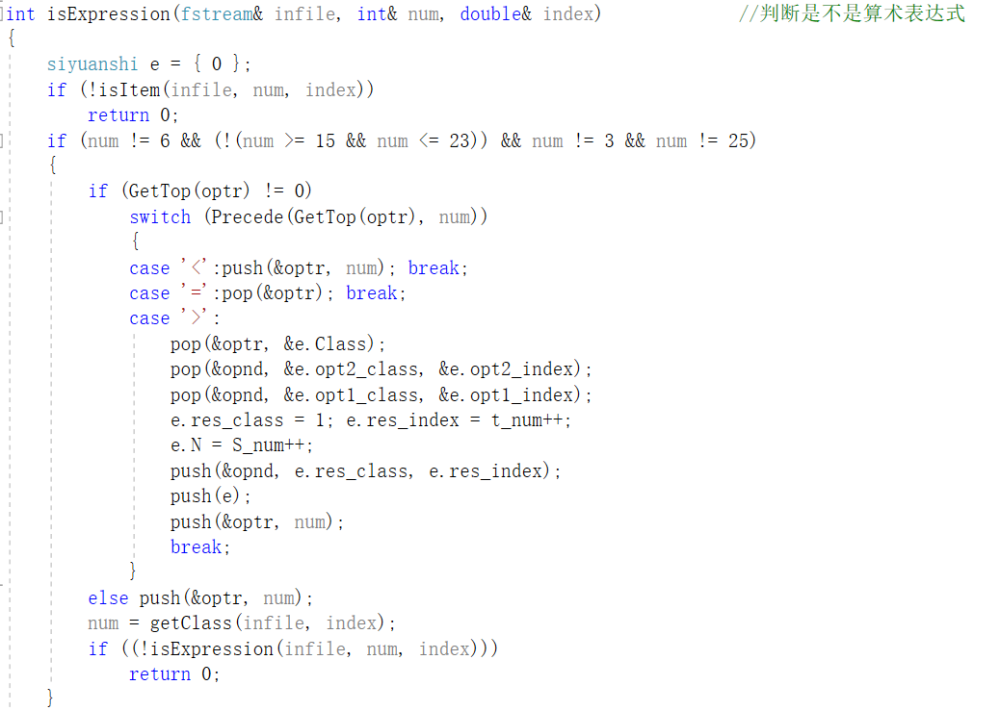 int isExpression(fstream& infile, int& num, double& index) //判断是不是算术表达式
{
siyuanshi e = { 0 };
if (!isItem(infile, num, index))
return 0;
if (num != 6 && (!(num >= 15 && num <= 23)) && num != 3 && num != 25)
{
if (GetTop(optr) != 0)
switch (Precede(GetTop(optr), num))
{
case '<':push(&optr, num); break;
case '=':pop(&optr); break;
case '>':
pop(&optr, &e.Class);
pop(&opnd, &e.opt2_class, &e.opt2_index);
pop(&opnd, &e.opt1_class, &e.opt1_index);
e.res_class = 1; e.res_index = t_num++;
e.N = S_num++;
push(&opnd, e.res_class, e.res_index);
push(e);
push(&optr, num);
break;
}
else push(&optr, num);
num = getClass(infile, index);
if ((!isExpression(infile, num, index)))
return 0;
}